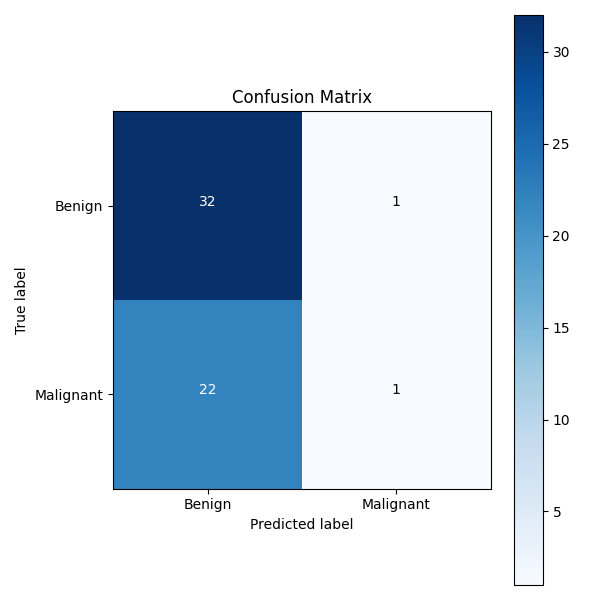 Confusion Matrix
True label
Benign
Malignant
32
1
22
1
Benign
Malignant
Predicted label
30
25
20
15
10
5